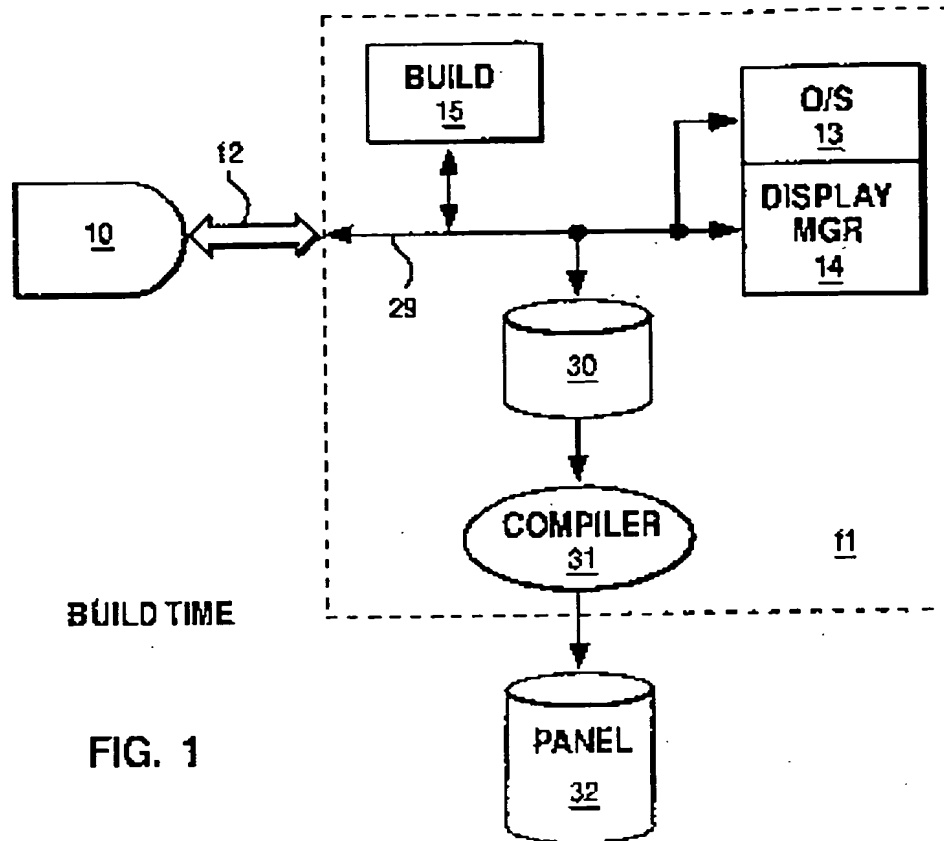 BUILD
15
O/S
13
DISPLAY
MGR
14
f2
10
29
30
COMPILER
31
f1
BUILD TIME
PANEL
32
FIG. 1